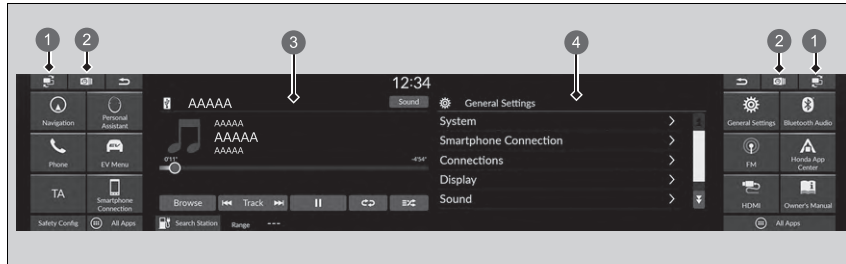 1
2
3
4
2
1
12:34
Navigation
Personal
Assistant
Phone
EV Menu
TA
Smartphone
Connection
Safety Config
All Apps
AAAAA
Sound
AAAAA
AAAAA
AAAAA
0'11"
-4'54"
Browse
Track
Search Station
Range ---
General Settings
System
Smartphone Connection
Connections
Display
Sound
General Settings
Bluetooth Audio
FM
Honda App
Center
HDMI
Owner's Manual
All Apps